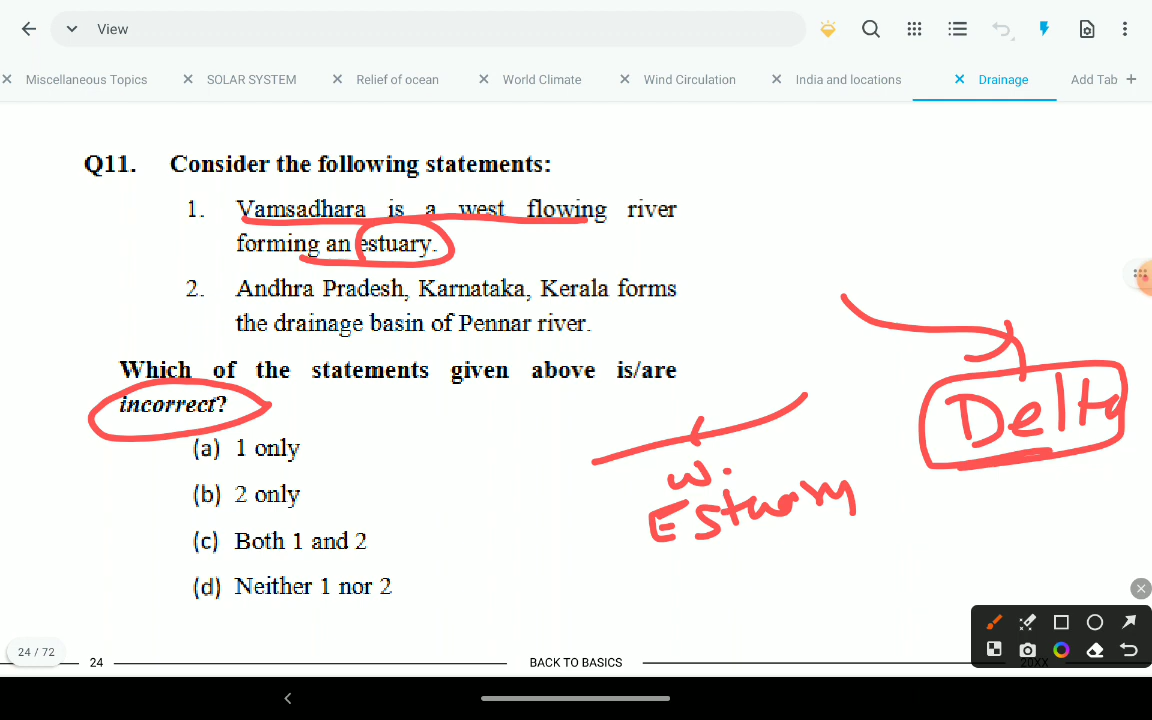 View
Miscellaneous Topics SOLAR SYSTEM Relief of ocean World Climate Wind Circulation India and locations Drainage Add Tab +
Q11. Consider the following statements:
1. Vamsadhara is a west flowing river
forming an estuary.
2. Andhra Pradesh, Karnataka, Kerala forms
the drainage basin of Pennar river.
Which of the statements given above is/are
incorrect?
(a) 1 only
(b) 2 only
(c) Both 1 and 2
(d) Neither 1 nor 2
Delta
W.
Estuary
24 / 72
24 BACK TO BASICS 20XX